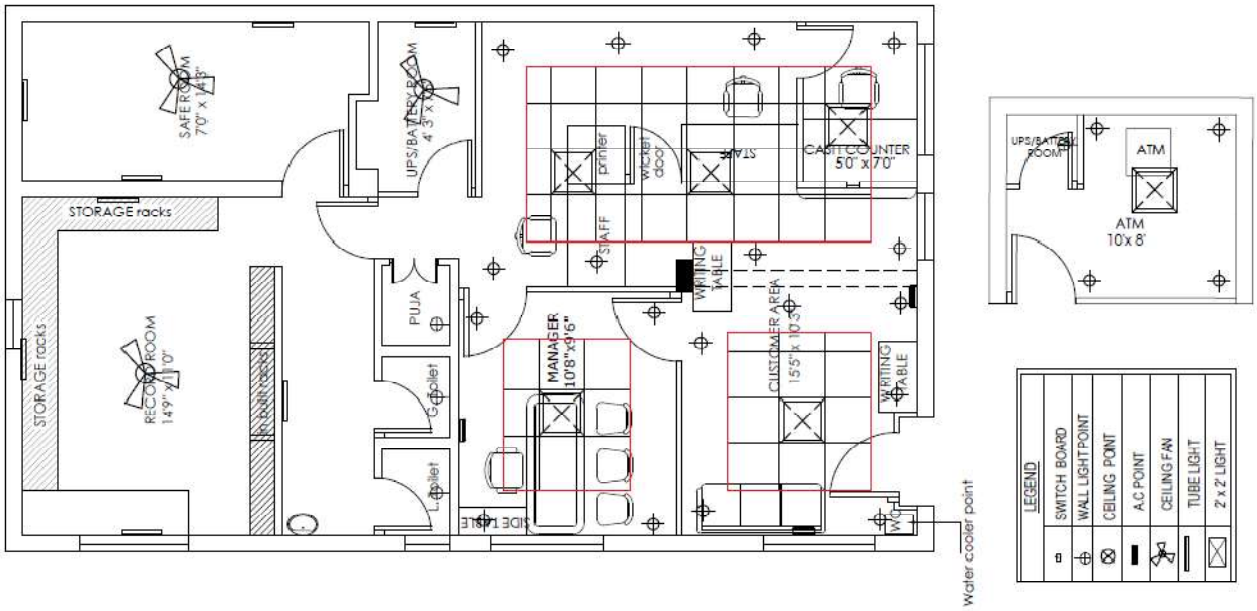 SAFE ROOM
7'0" x 14'3"
UPS/BATTERY ROOM
4' 3" x
STORAGE racks
STORAGE racks
RECORD ROOM
14'9" x 11'0"
in built racks
PUJA
G. toilet
L. toilet
printer
wicket
door
STAFF
STAFF
CASH COUNTER
5'0" x 7'0"
WRITING
TABLE
MANAGER
10'8"x9'6"
SIDE TABLE
CUSTOMER AREA
15'5" x 10'3"
WRITING
TABLE
WC
Water cooler point
UPS/BATTERY
ROOM
ATM
ATM
10'x 8'
LEGEND
SWITCH BOARD
WALL LIGHT POINT
CEILING POINT
A.C POINT
CEILING FAN
TUBE LIGHT
2'x 2' LIGHT